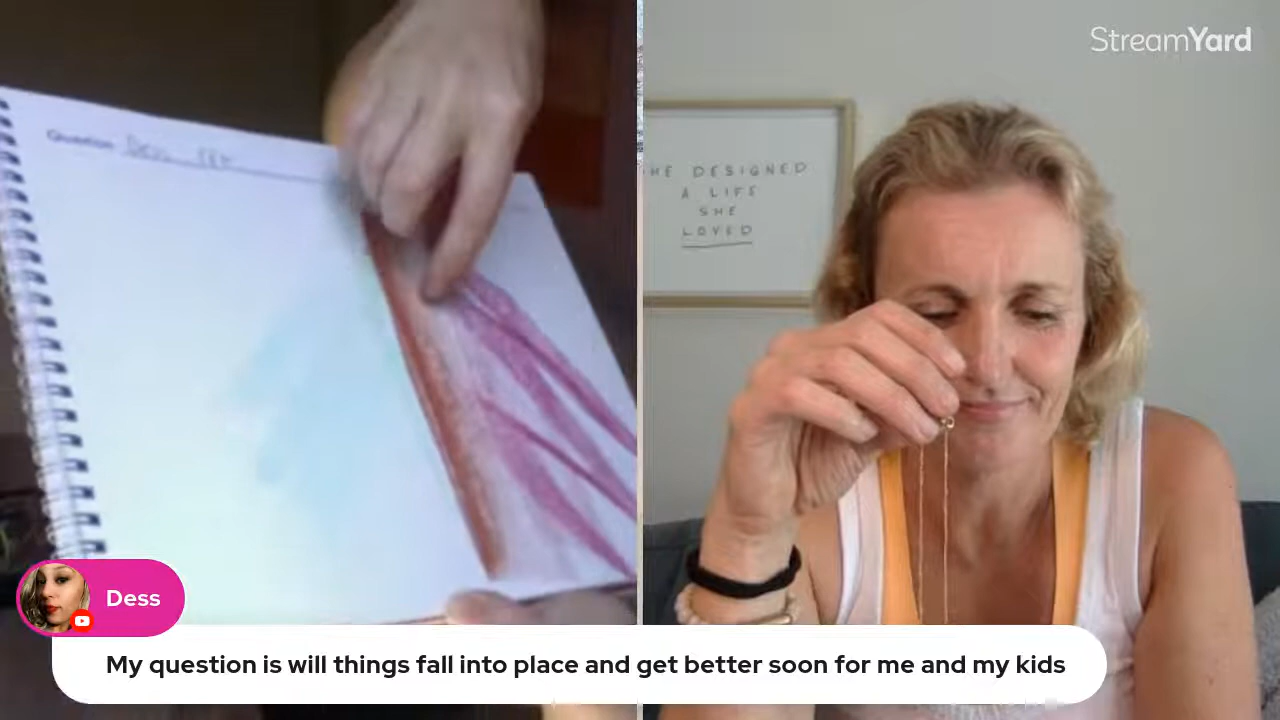 StreamYard
Question Dess
HE DESIGNED
A LIFE
SHE
LOVED
Dess
My question is will things fall into place and get better soon for me and my kids